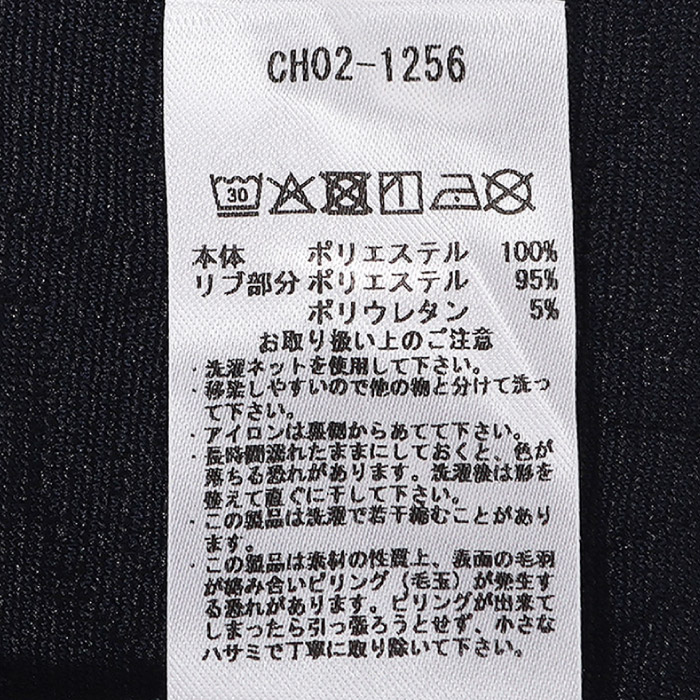 CH02-1256
30
本体 ポリエステル 100%
リブ部分 ポリエステル 95%
ポリウレタン 5%
お取り扱い上のご注意
・洗濯ネットを使用して下さい。
・移染しやすいので他の物と分けて洗っ
て下さい。
・アイロンは裏側からあてて下さい。
・長時間濡れたままにしておくと、色が
落ちる恐れがあります。洗濯後は形を
整えて直ぐに干して下さい。
・この製品は洗濯で若干縮むことがあり
ます。
・この製品は素材の性質上、表面の毛羽
が絡み合いピリング(毛玉)が発生す
る恐れがあります。ピリングが出来て
しまったら引っ張ろうとせず、小さな
ハサミで丁寧に取り除いて下さい。